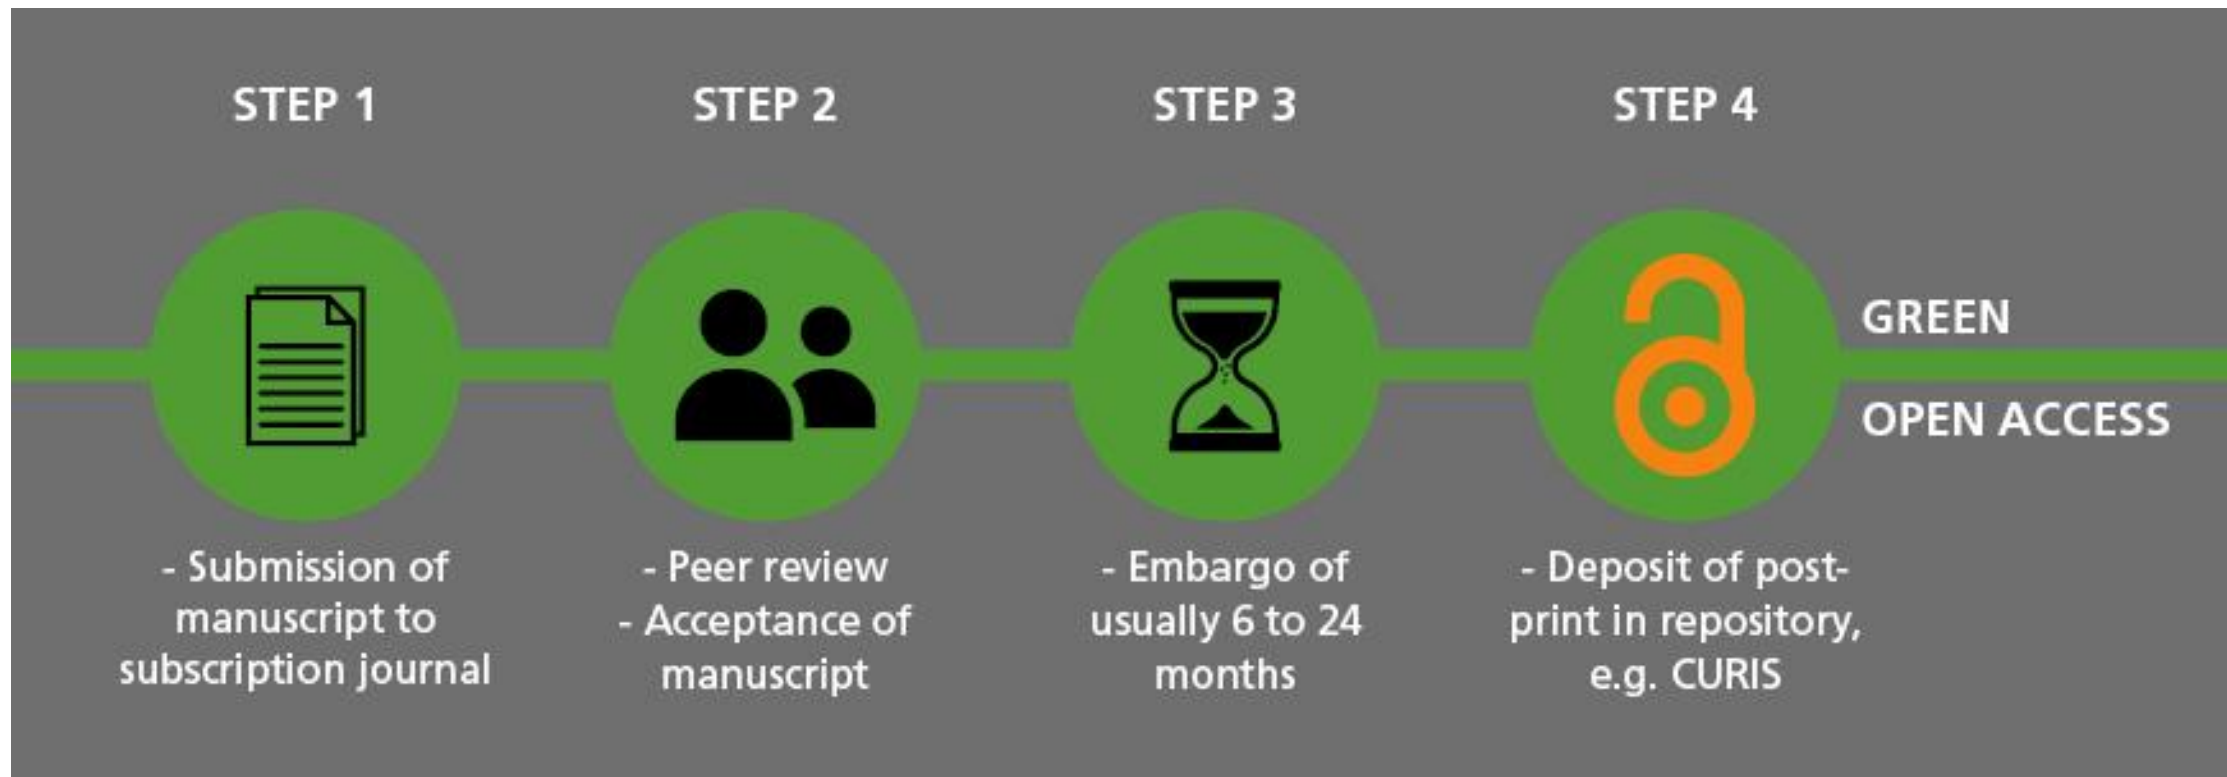 STEP 1
STEP 2
STEP 3
STEP 4
GREEN
OPEN ACCESS
- Submission of
manuscript to
subscription journal
- Peer review
- Acceptance of
manuscript
- Embargo of
usually 6 to 24
months
- Deposit of post-
print in repository,
e.g. CURIS